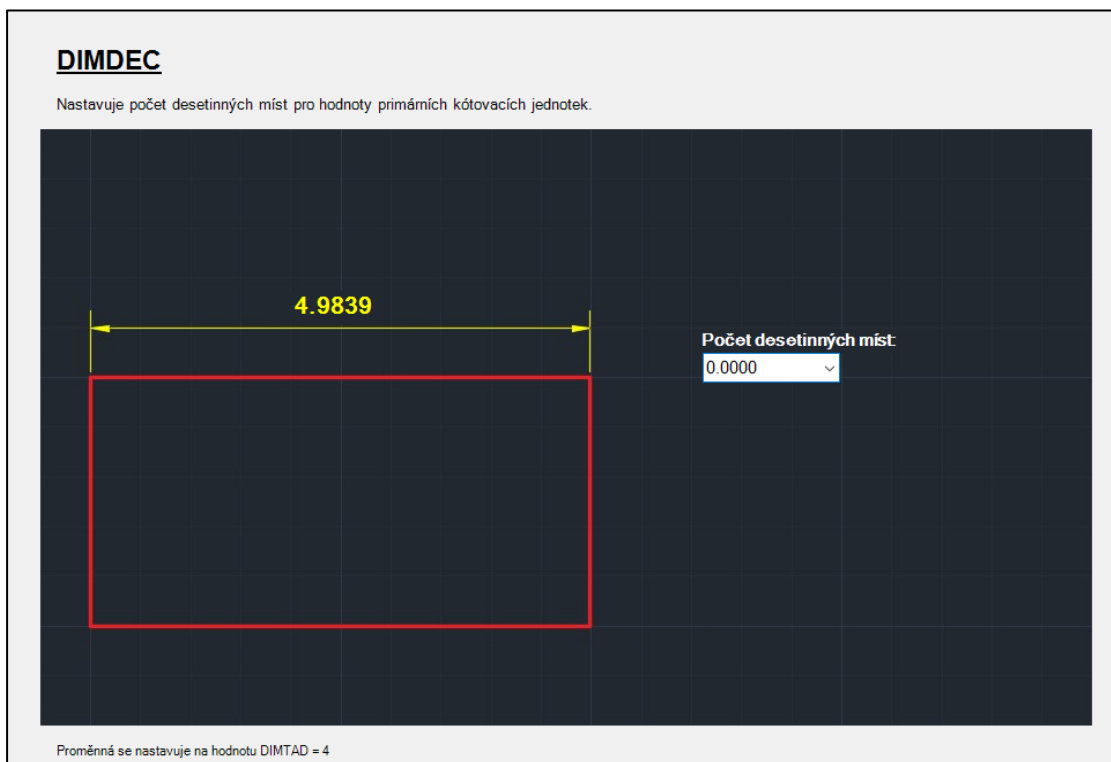 DIMDEC
Nastavuje počet desetinných míst pro hodnoty primárních kótovacích jednotek.
4.9839
Počet desetinných míst:
0.0000
Proměnná se nastavuje na hodnotu DIMTAD = 4